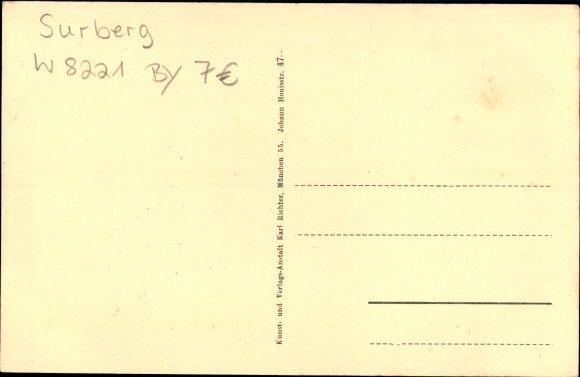 Surberg
W 8221 BY 7€
Kunst- und Verlags-Anstalt Karl Richter, München 55. Johann Houisstr. 47--